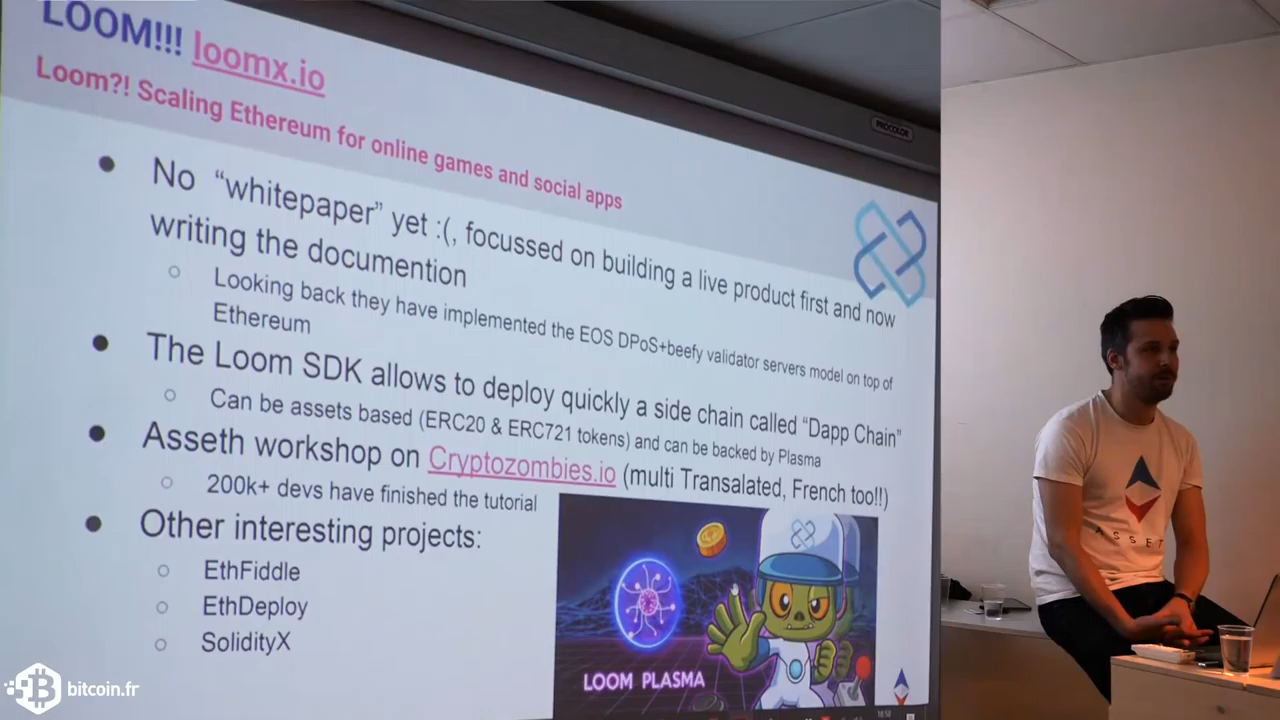 LOOM!!! loomx.io
Loom?! Scaling Ethereum for online games and social apps
PROCOLOR
No “whitepaper” yet :(, focussed on building a live product first and now
writing the documention
Looking back they have implemented the EOS DPoS+beefy validator servers model on top of
Ethereum
The Loom SDK allows to deploy quickly a side chain called “Dapp Chain”
Can be assets based (ERC20 & ERC721 tokens) and can be backed by Plasma
Asseth workshop on Cryptozombies.io (multi Transalated, French too!!)
200k+ devs have finished the tutorial
Other interesting projects:
EthFiddle
EthDeploy
SolidityX
LOOM PLASMA
ASSET
bitcoin.fr